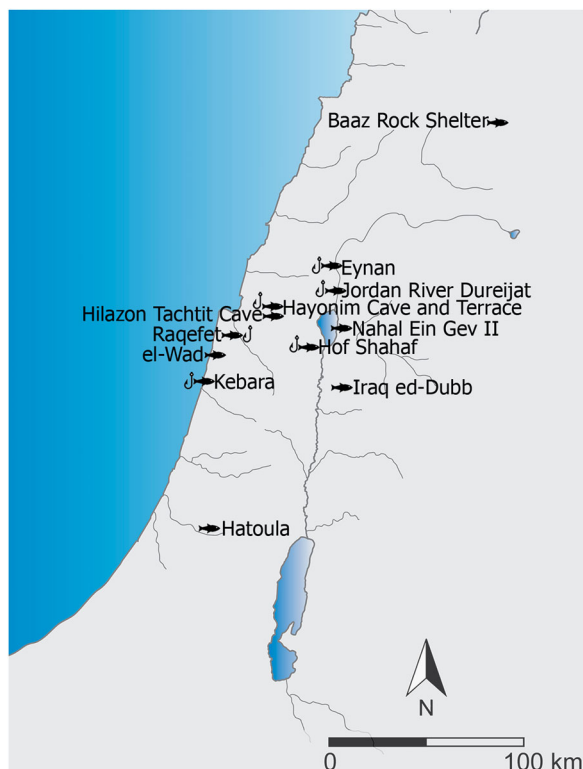 Baaz Rock Shelter
Eynan
Jordan River Dureijat
Hayonim Cave and Terrace
Hilazon Tachtit Cave
Nahal Ein Gev II
Raqefet
Hof Shahaf
el-Wad
Kebara
Iraq ed-Dubb
Hatoula
N
0 100 km